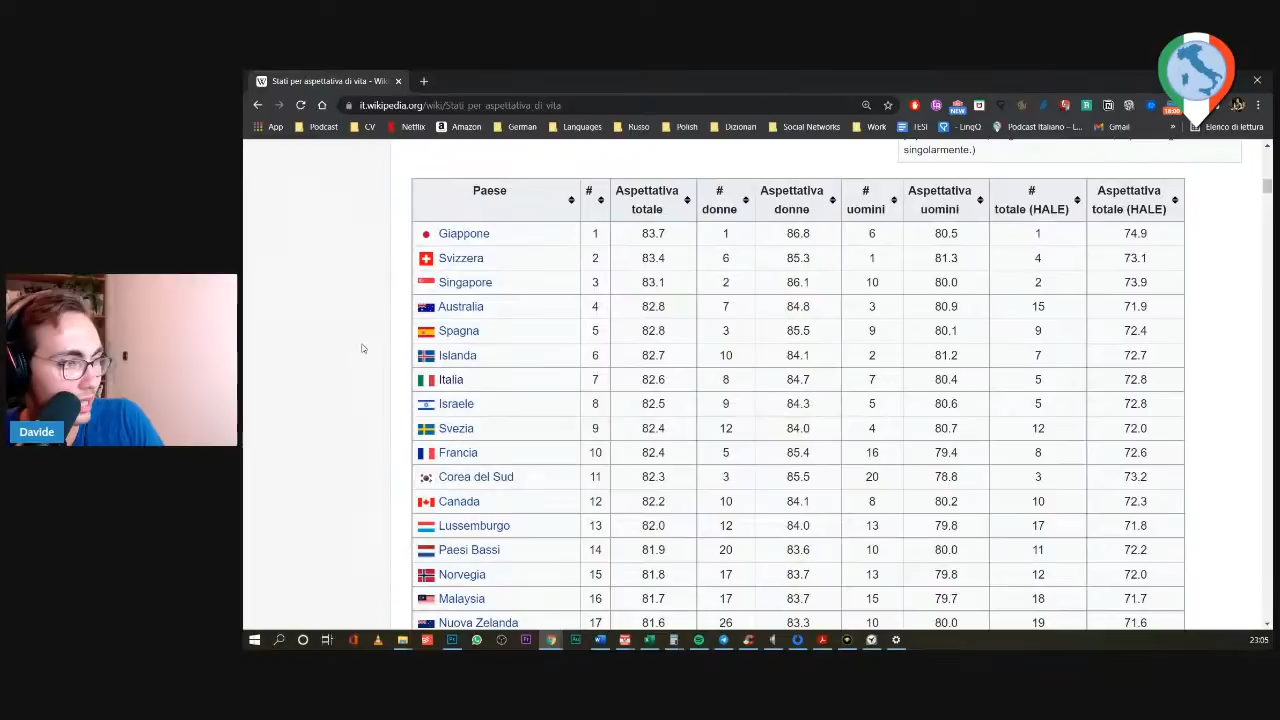 Stati per aspettativa di vita - Wiki
it.wikipedia.org/wiki/Stati_per_aspettativa_di_vita
NEW
18:00
App Podcast CV Netflix Amazon German Languages Russo Polish Dizionari Social Networks Work TESI - LinqQ Podcast Italiano – L... Gmail » Elenco di lettura
singolarmente.)
Paese # Aspettativa totale # donne Aspettativa donne # uomini Aspettativa uomini # totale (HALE) Aspettativa totale (HALE)
Giappone 1 83.7 1 86.8 6 80.5 1 74.9
Svizzera 2 83.4 6 85.3 1 81.3 4 73.1
Singapore 3 83.1 2 86.1 10 80.0 2 73.9
Australia 4 82.8 7 84.8 3 80.9 15 71.9
Spagna 5 82.8 3 85.5 9 80.1 9 72.4
Islanda 6 82.7 10 84.1 2 81.2 7 72.7
Italia 7 82.6 8 84.7 7 80.4 5 72.8
Israele 8 82.5 9 84.3 5 80.6 5 72.8
Svezia 9 82.4 12 84.0 4 80.7 12 72.0
Francia 10 82.4 5 85.4 16 79.4 8 72.6
Corea del Sud 11 82.3 3 85.5 20 78.8 3 73.2
Canada 12 82.2 10 84.1 8 80.2 10 72.3
Lussemburgo 13 82.0 12 84.0 13 79.8 17 71.8
Paesi Bassi 14 81.9 20 83.6 10 80.0 11 72.2
Norvegia 15 81.8 17 83.7 13 79.8 12 72.0
Malaysia 16 81.7 17 83.7 15 79.7 18 71.7
Nuova Zelanda 17 81.6 26 83.3 10 80.0 19 71.6
Davide
23:05